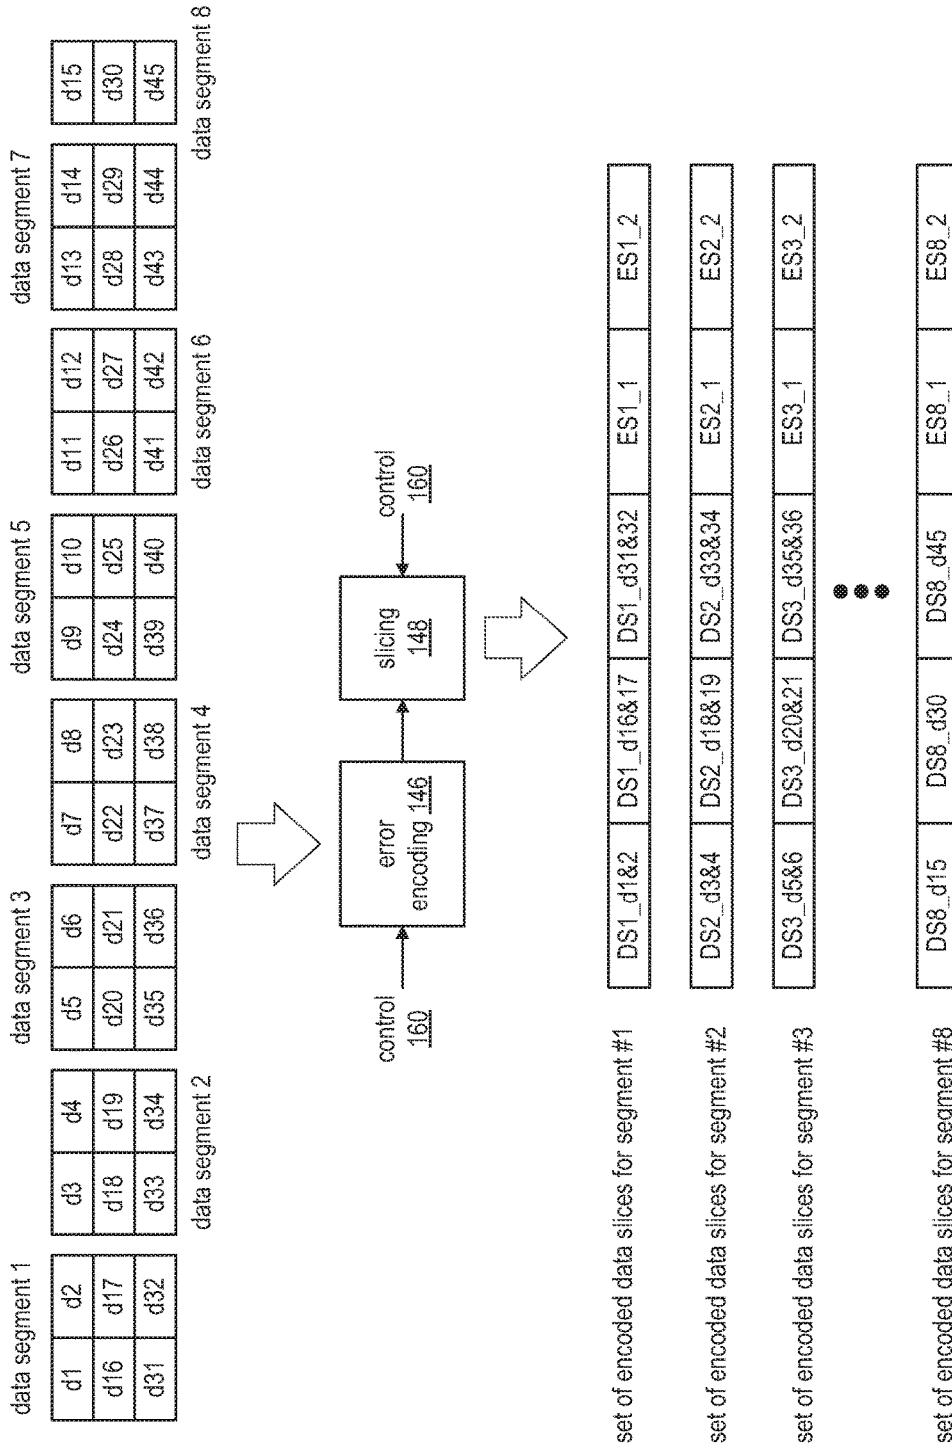 data segment 1
data segment 3
data segment 5
data segment 7
d1 d2 d3 d4 d5 d6 d7 d8 d9 d10 d11 d12 d13 d14 d15
d16 d17 d18 d19 d20 d21 d22 d23 d24 d25 d26 d27 d28 d29 d30
d31 d32 d33 d34 d35 d36 d37 d38 d39 d40 d41 d42 d43 d44 d45
data segment 2
data segment 4
data segment 6
data segment 8
control
160
error
encoding 146
slicing
148
control
160
set of encoded data slices for segment #1 DS1_d1&2 DS1_d16&17 DS1_d31&32 ES1_1 ES1_2
set of encoded data slices for segment #2 DS2_d3&4 DS2_d18&19 DS2_d33&34 ES2_1 ES2_2
set of encoded data slices for segment #3 DS3_d5&6 DS3_d20&21 DS3_d35&36 ES3_1 ES3_2
set of encoded data slices for segment #8 DS8_d15 DS8_d30 DS8_d45 ES8_1 ES8_2